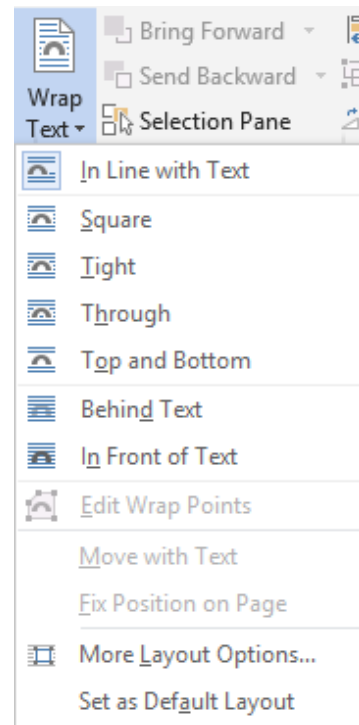 Bring Forward
Send Backward
Wrap
Text
Selection Pane
In Line with Text
Square
Tight
Through
Top and Bottom
Behind Text
In Front of Text
Edit Wrap Points
Move with Text
Fix Position on Page
More Layout Options...
Set as Default Layout